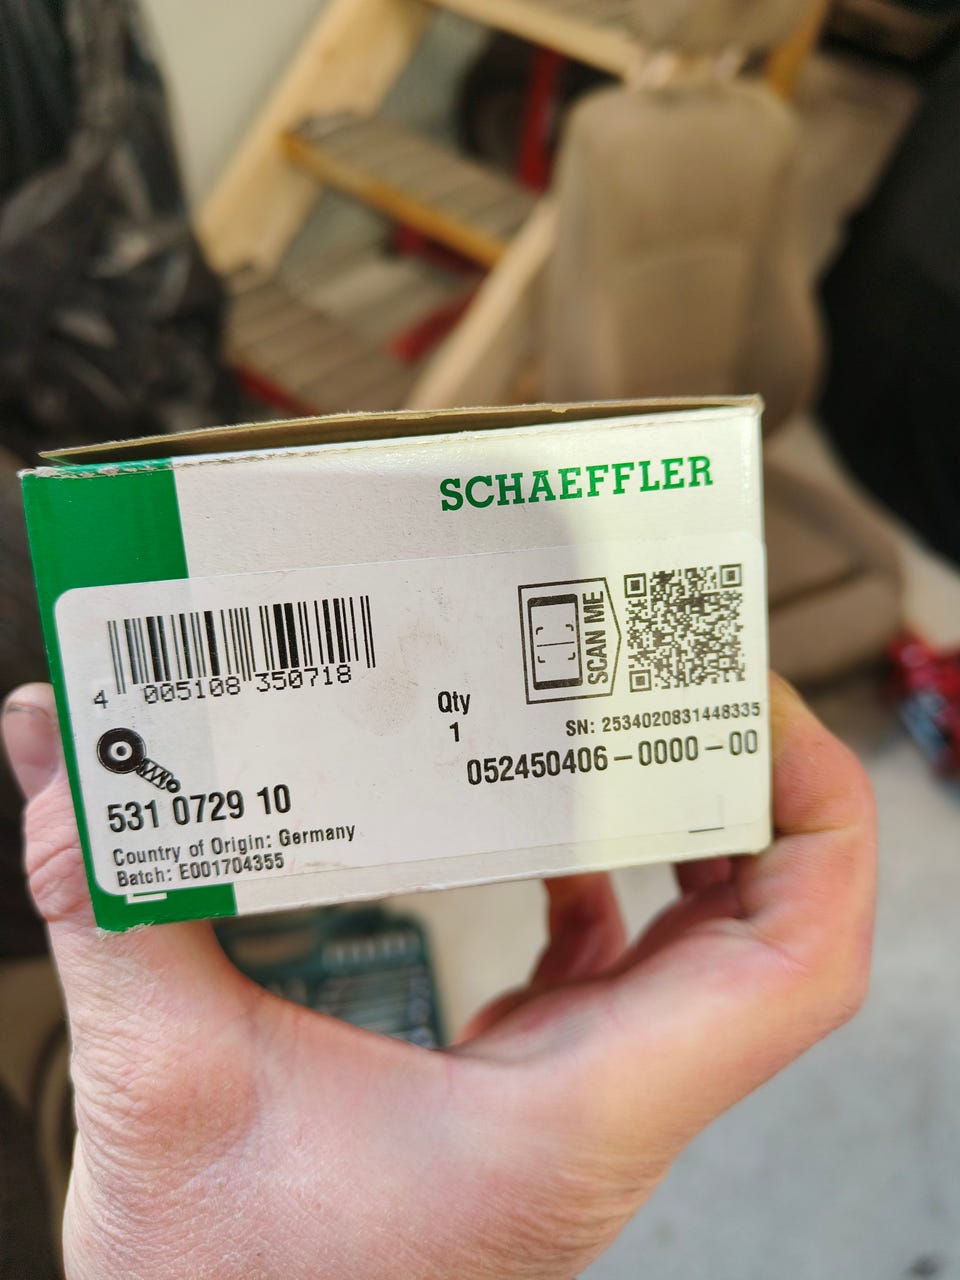 SCHAEFFLER
4 005108 350718
SCAN ME
Qty
1
SN: 2534020831448335
052450406-0000-00
531 0729 10
Country of Origin: Germany
Batch: E001704355